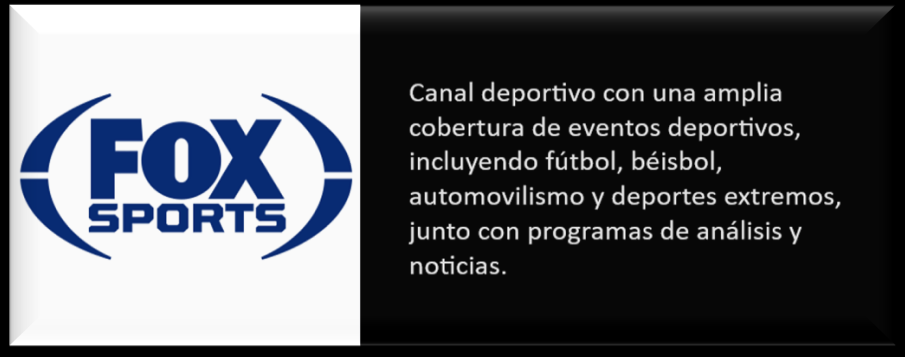 FOX
SPORTS
Canal deportivo con una amplia
cobertura de eventos deportivos,
incluyendo fútbol, béisbol,
automovilismo y deportes extremos,
junto con programas de análisis y
noticias.